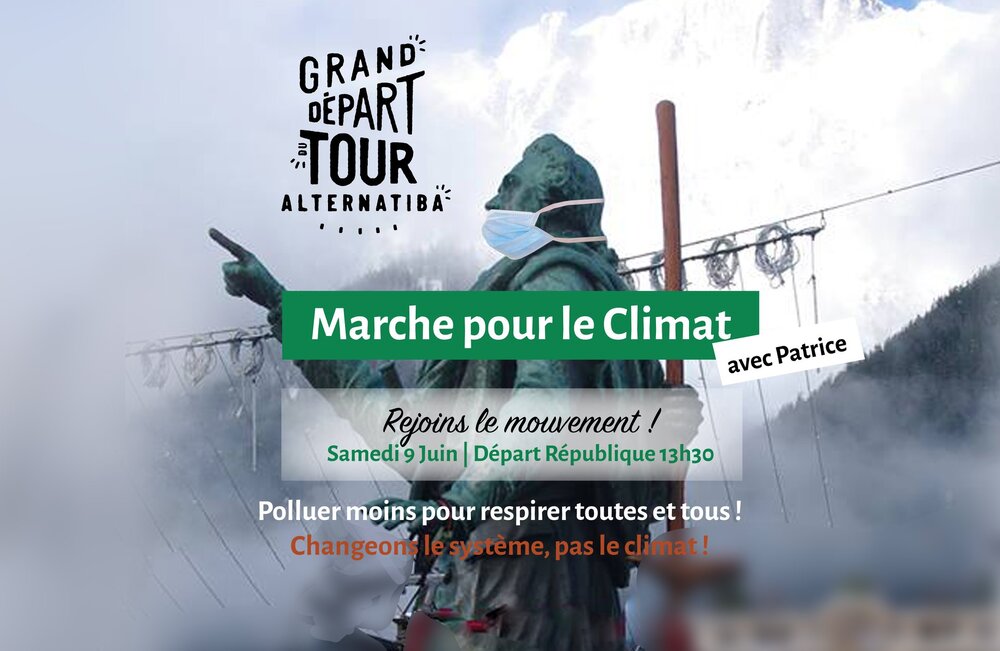 GRAND
DÉPART
DU
TOUR
ALTERNATIBA
Marche pour le Climat
avec Patrice
Rejoins le mouvement !
Samedi 9 Juin | Départ République 13h30
Polluer moins pour respirer toutes et tous !
Changeons le système, pas le climat !